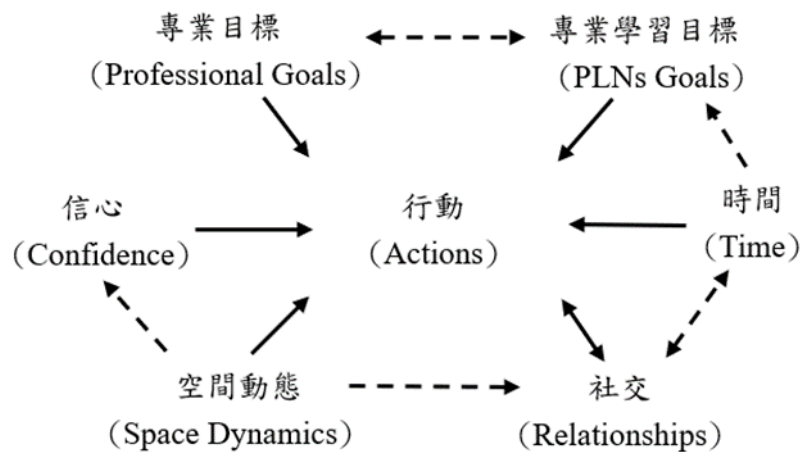 專業目標
（Professional Goals）
專業學習目標
（PLNs Goals）
信心
（Confidence）
行動
（Actions）
時間
（Time）
空間動態
（Space Dynamics）
社交
（Relationships）